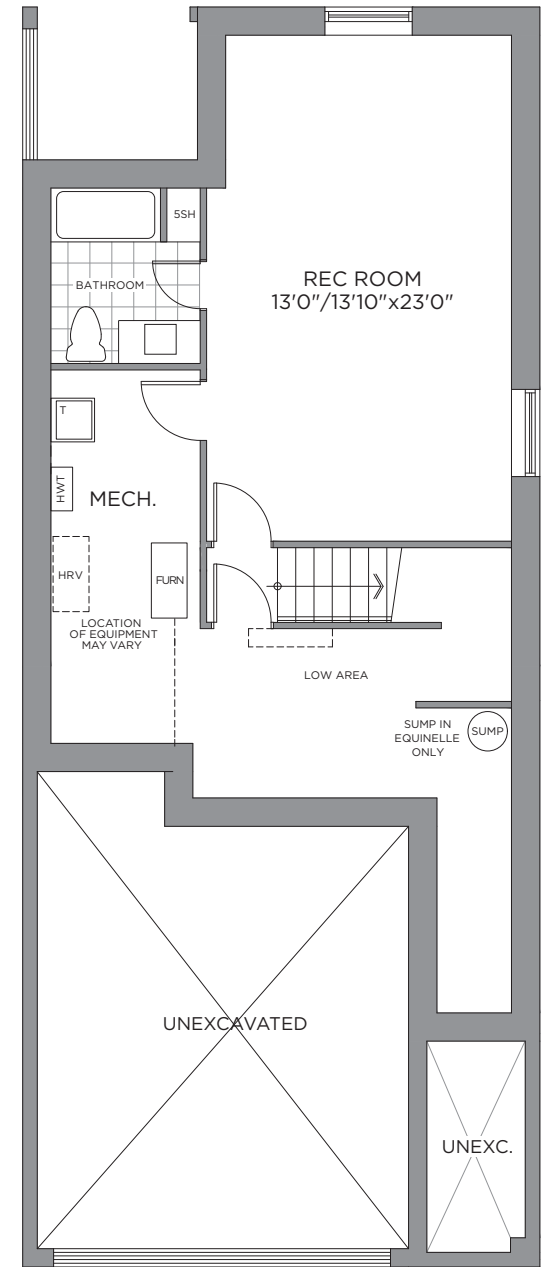 5SH
BATHROOM
REC ROOM
13'0"/13'10"x23'0"
T
HWT
MECH.
HRV
FURN
LOCATION
OF EQUIPMENT
MAY VARY
LOW AREA
SUMP IN
EQUINELLE
ONLY
SUMP
UNEXCAVATED
UNEXC.